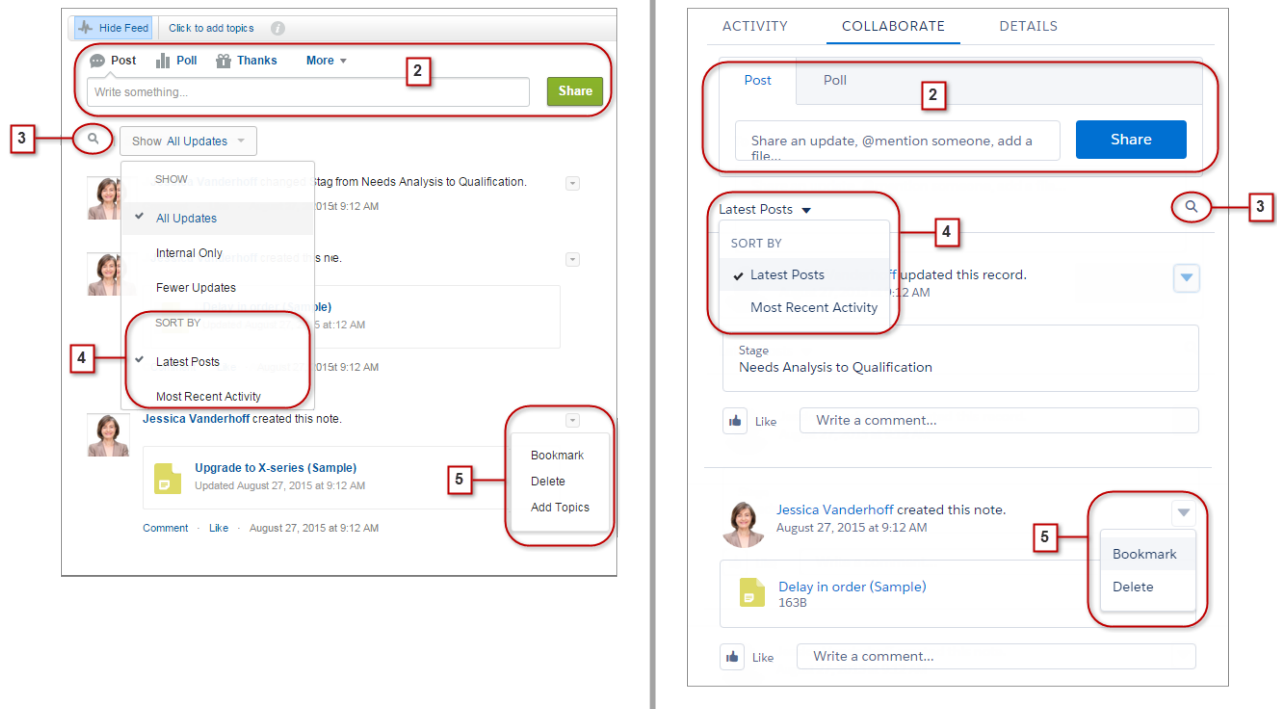 Hide Feed Click to add topics
Post Poll Thanks More
2
Write something...
Share
3
Show All Updates
SHOW
stag from Needs Analysis to Qualification.
9:12 AM
All Updates
Internal Only
Fewer Updates
SORT BY
4
Latest Posts
9:12 AM
Most Recent Activity
Jessica Vanderhoff created this note.
Upgrade to X-series (Sample)
Updated August 27, 2015 at 9:12 AM
Comment · Like · August 27, 2015 at 9:12 AM
5
Bookmark
Delete
Add Topics
ACTIVITY COLLABORATE DETAILS
Post Poll
2
Share an update, @mention someone, add a
file...
Share
Latest Posts
3
4
SORT BY
Latest Posts
updated this record.
:12 AM
Most Recent Activity
Stage
Needs Analysis to Qualification
Like Write a comment...
Jessica Vanderhoff created this note.
August 27, 2015 at 9:12 AM
5
Bookmark
Delete
Delay in order (Sample)
163B
Like Write a comment...